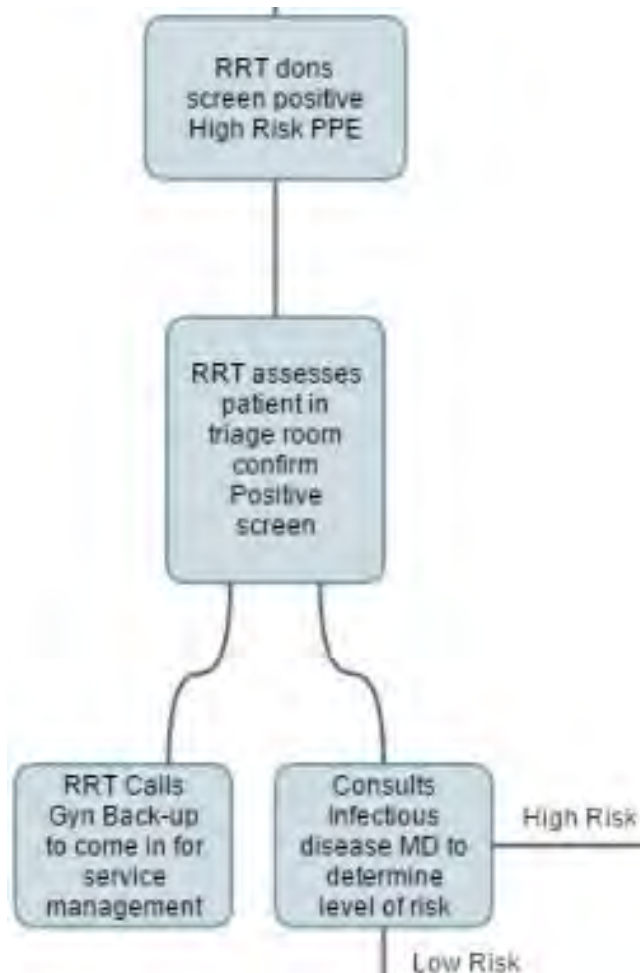 RRT dons
screen positive
High Risk PPE
RRT assesses
patient in
triage room
confirm
Positive
screen
RRT Calls
Gyn Back-up
to come in for
service
management
Consults
Infectious
disease MD to
determine
level of risk
High Risk
Low Risk